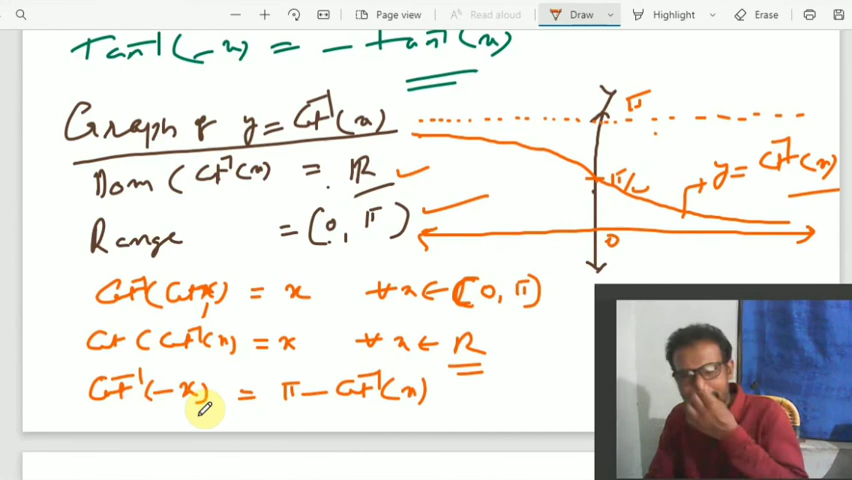 Page view
Read aloud
Draw
Highlight
Erase
Tan⁻¹(-x) = - tan⁻¹(x)
Graph of y = Cot⁻¹(x)
Dom (Cot⁻¹(x) = R
Range = (0, π)
Cot⁻¹(Cotx) = x ∀ x ∈ (0, π)
Cot (Cot⁻¹(x) = x ∀ x ∈ R
Cot⁻¹(-x) = π - Cot⁻¹(x)
y
π
π/2
y = Cot⁻¹(x)
0